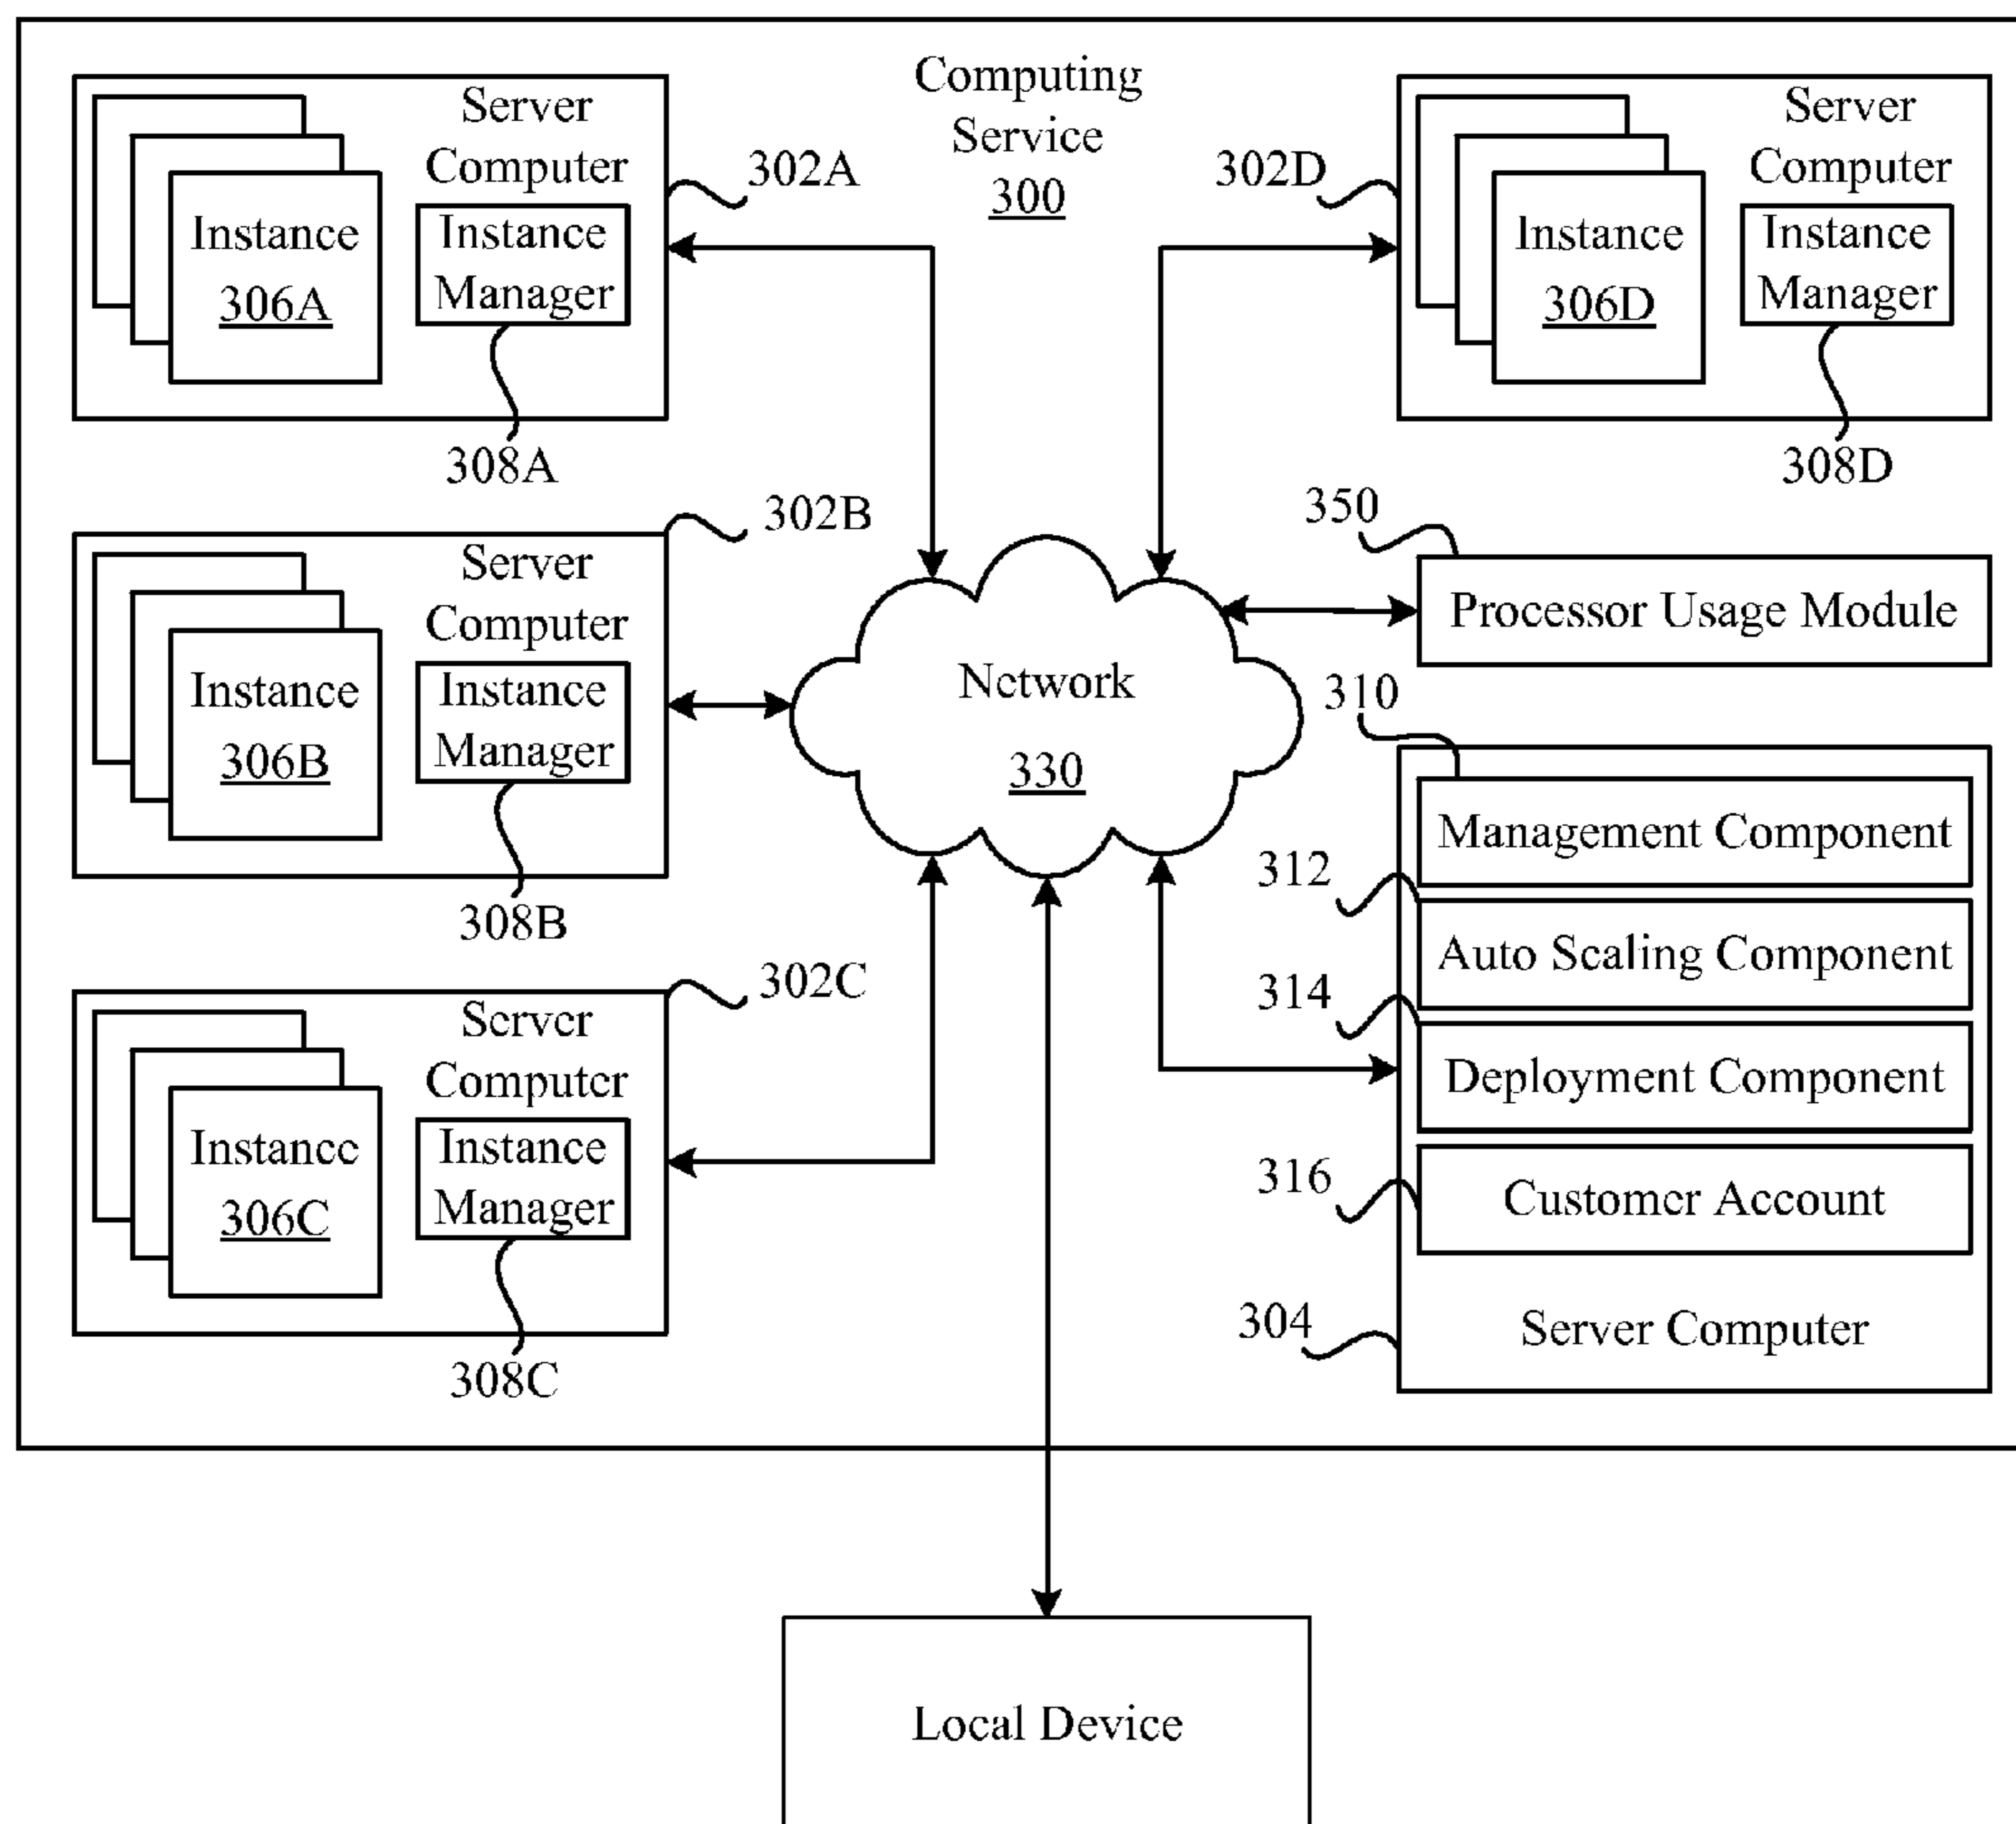 Computing
Service
300
Server
Computer
302A
Instance
306A
Instance
Manager
308A
302D
Server
Computer
Instance
306D
Instance
Manager
308D
302B
Server
Computer
Instance
306B
Instance
Manager
308B
350
Processor Usage Module
Network
330
310
Management Component
312
Auto Scaling Component
314
Deployment Component
316
Customer Account
304
Server Computer
302C
Server
Computer
Instance
306C
Instance
Manager
308C
Local Device